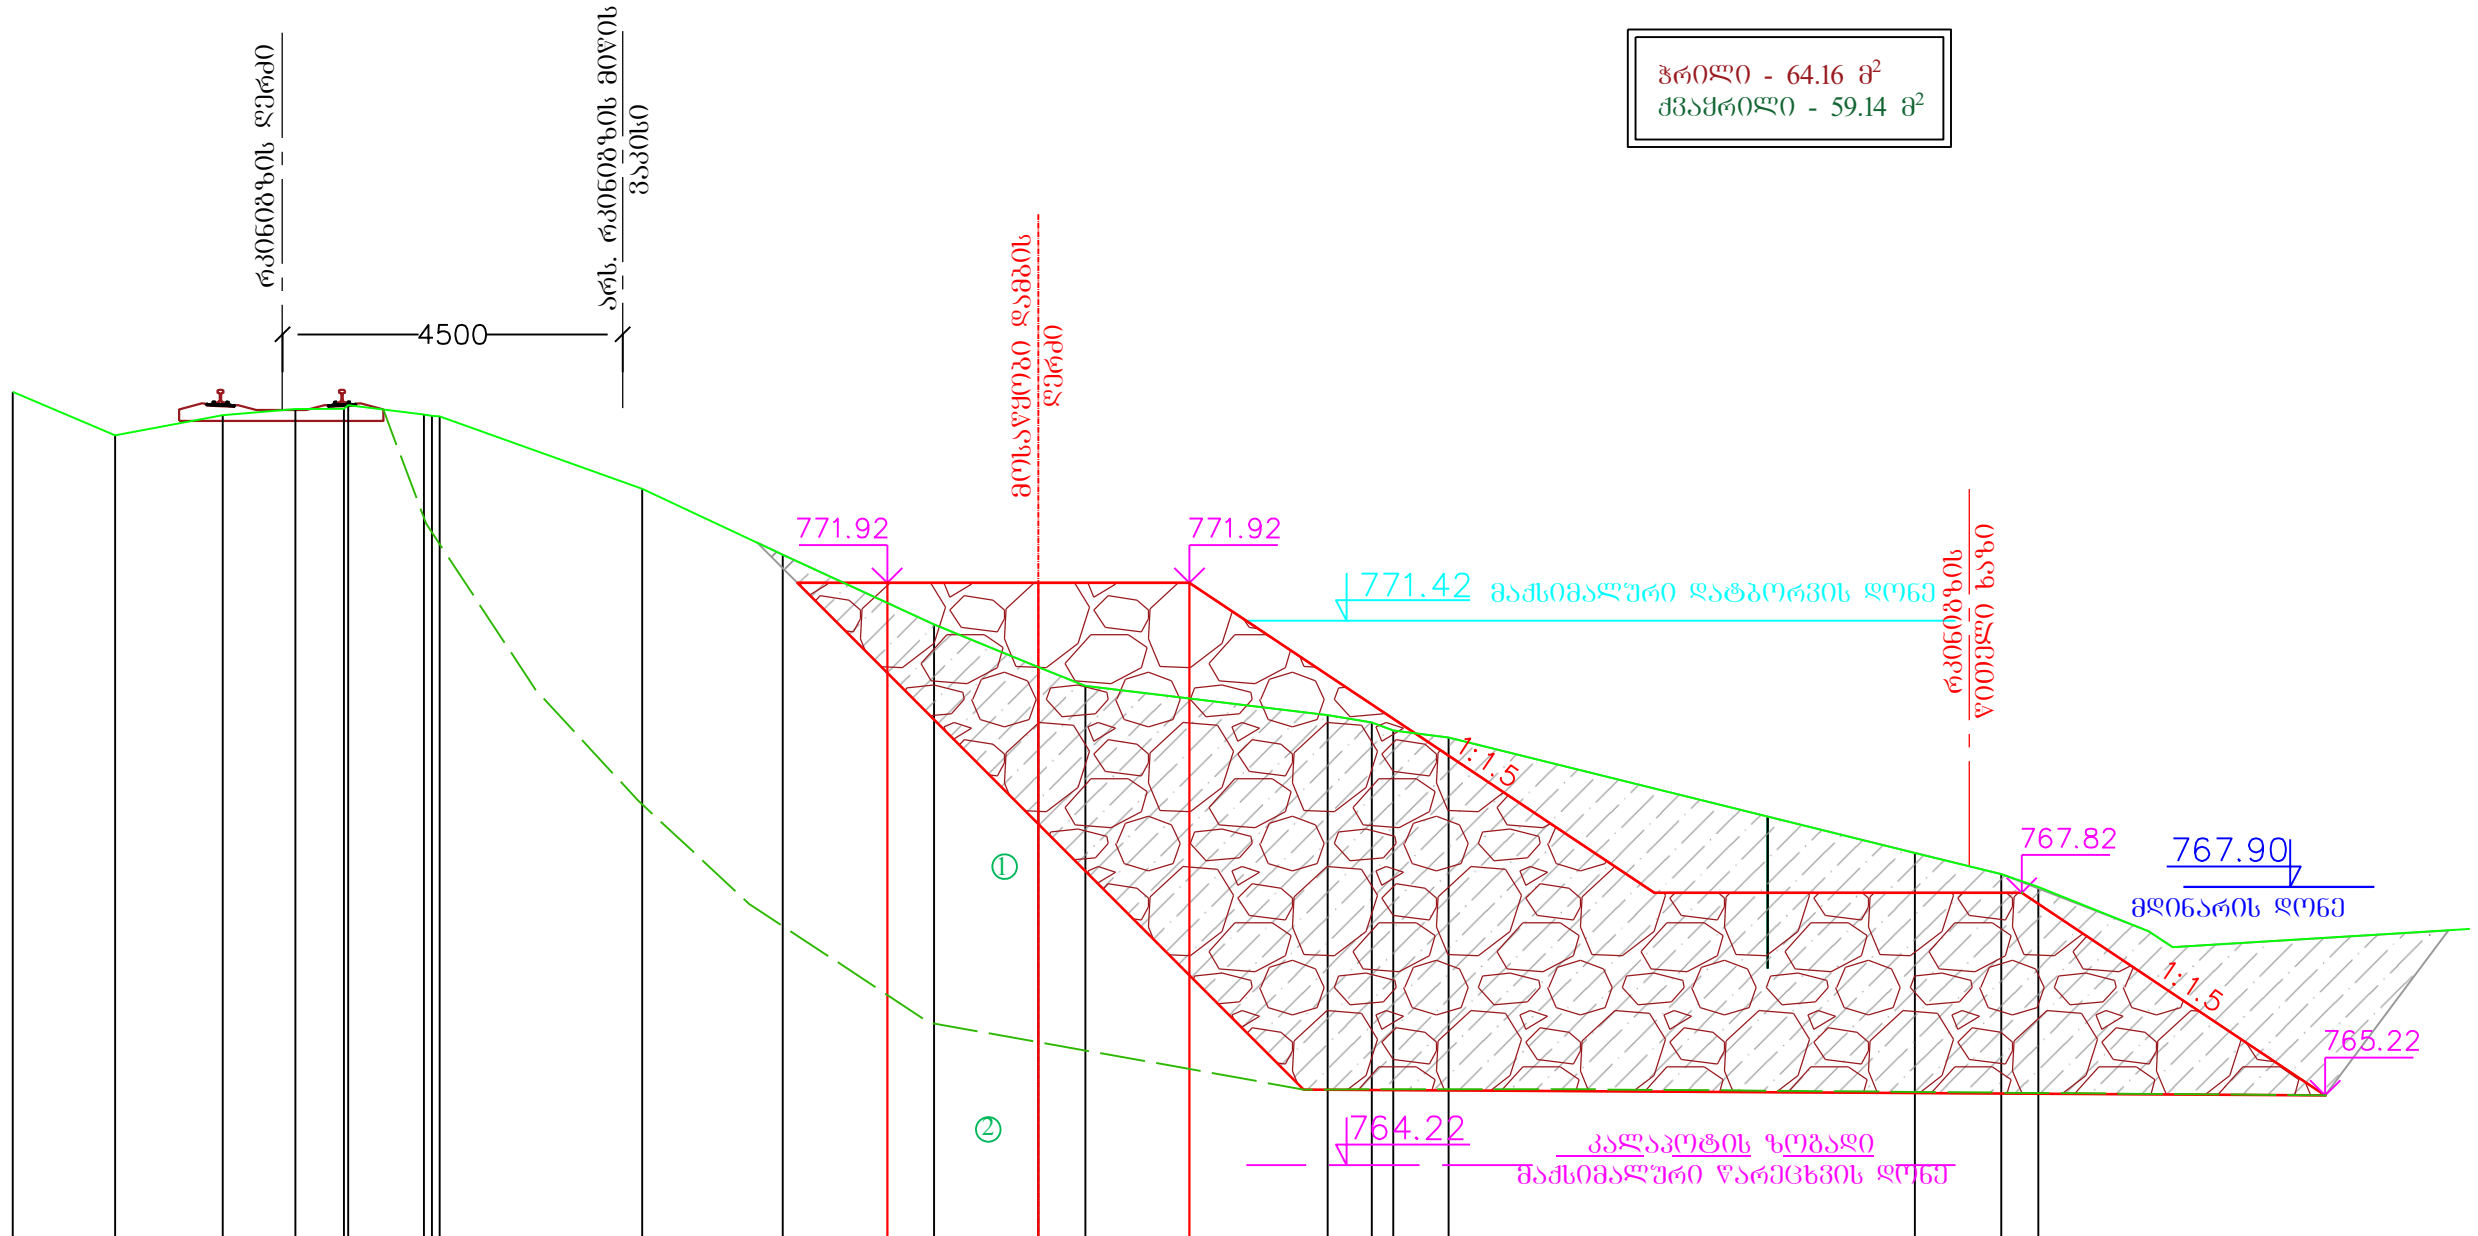 ჭრილი - 64.16 მ²
ქვაყრილი - 59.14 მ²
რკინიგზის ღერძი
არს. რკინიგზის მიწის
ვაკისი
4500
მოსაწყობი დამბის
ღერძი
771.92
771.92
771.42 მაქსიმალური დატბორვის დონე
რკინიგზის
წითელი ხაზი
1:1.5
767.82
767.90
მდინარის დონე
1:1.5
765.22
1
2
764.22
კალაპოტის ზოგადი
მაქსიმალური წარეცხვის დონე